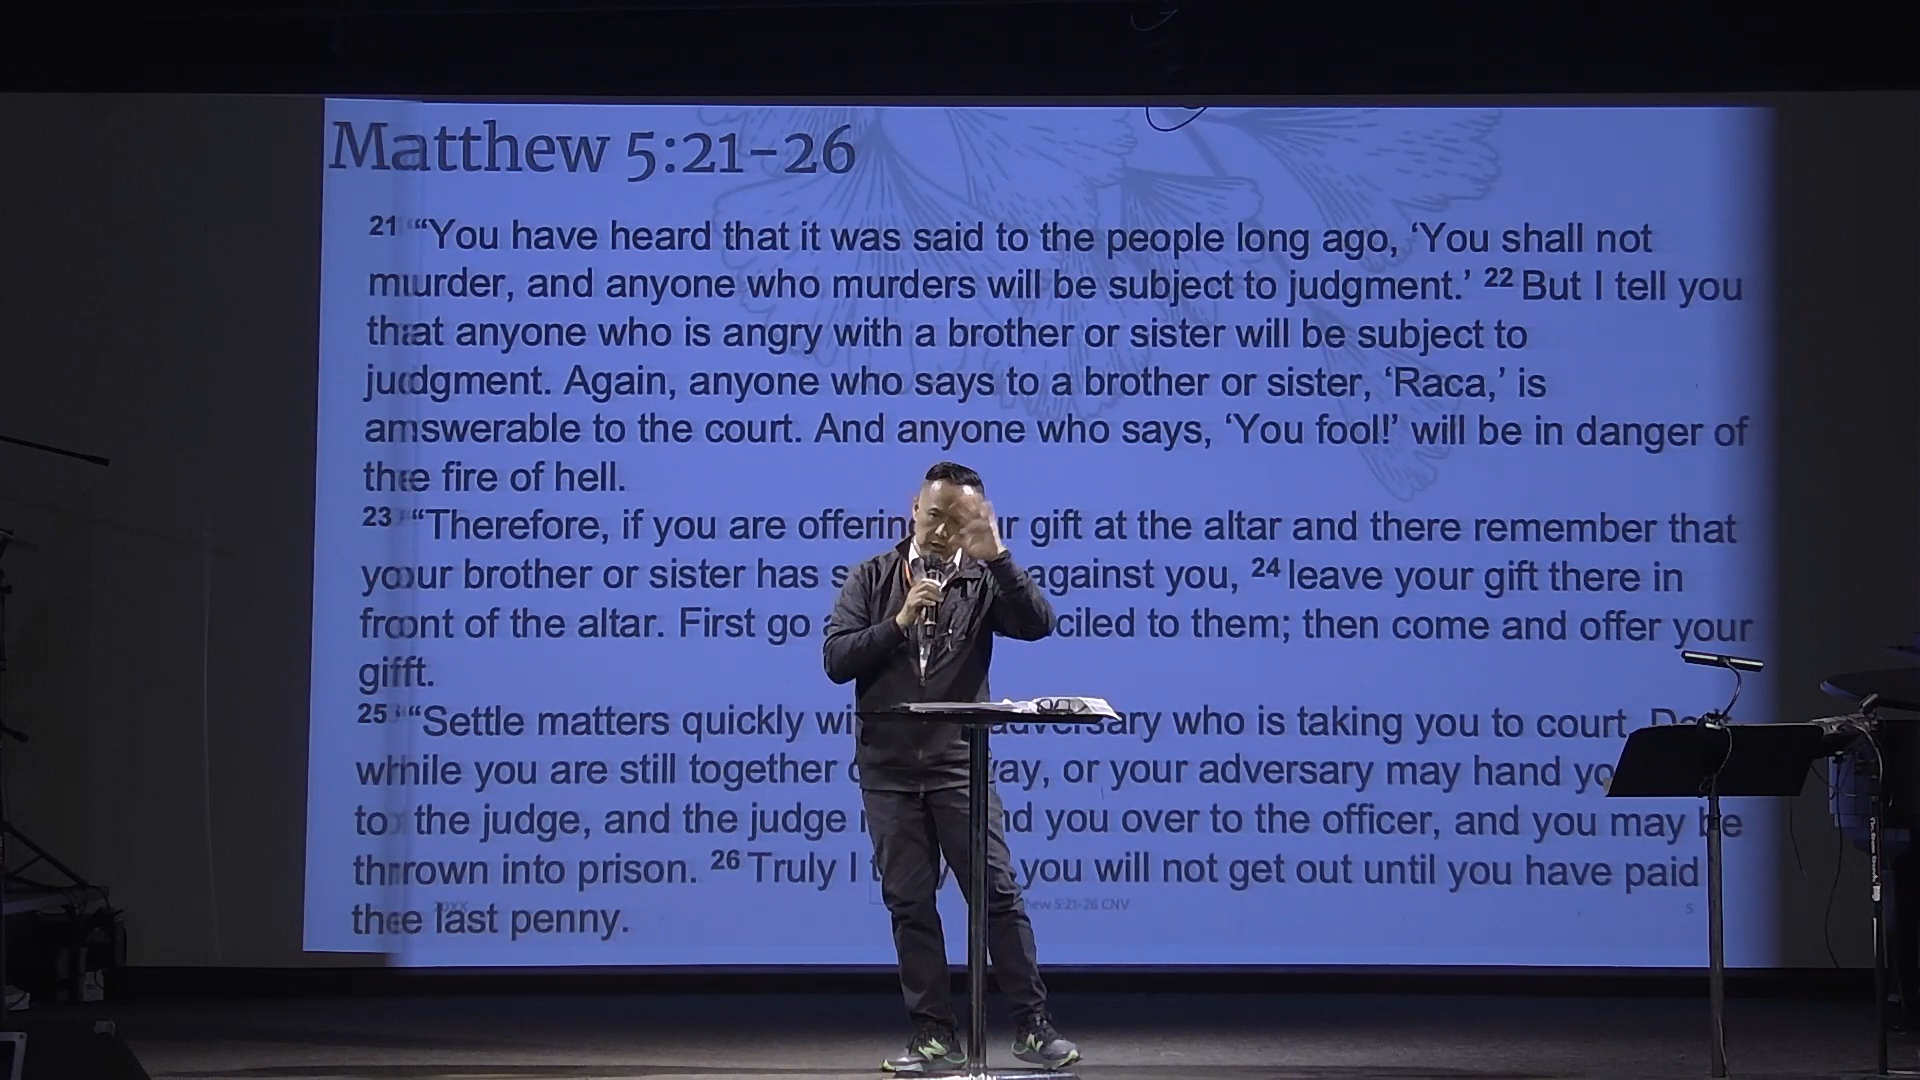 Matthew 5:21-26
21 “You have heard that it was said to the people long ago, ‘You shall not
murder, and anyone who murders will be subject to judgment.’ 22 But I tell you
that anyone who is angry with a brother or sister will be subject to
judgment. Again, anyone who says to a brother or sister, ‘Raca,’ is
answerable to the court. And anyone who says, ‘You fool!’ will be in danger of
the fire of hell.
23 “Therefore, if you are offering gift at the altar and there remember that
your brother or sister has against you, 24 leave your gift there in
front of the altar. First go to them; then come and offer your
gift.
25 “Settle matters quickly adversary who is taking you to court.
while you are still together way, or your adversary may hand
to the judge, and the judge you over to the officer, and you may be
thrown into prison. 26 Truly I you will not get out until you have paid
the last penny.
20XX
5:21-26 CNV
5